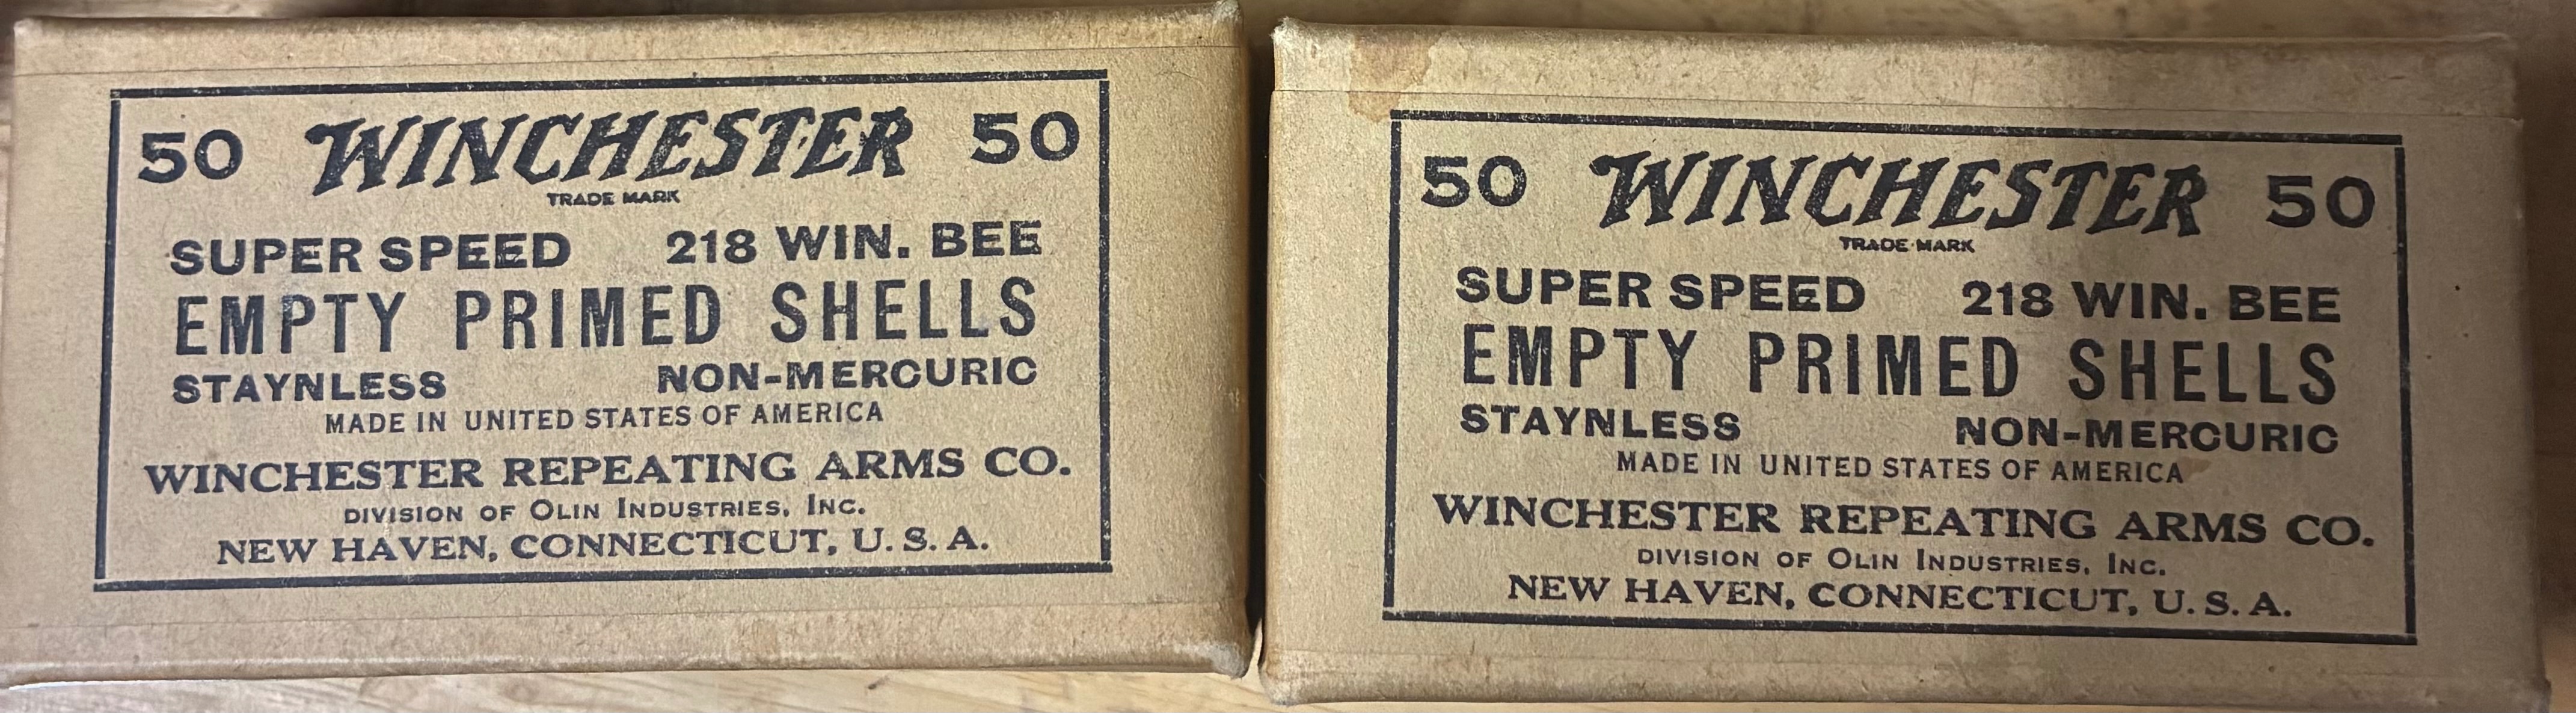 50 WINCHESTER 50
TRADE MARK
SUPER SPEED 218 WIN. BEE
EMPTY PRIMED SHELLS
STAYNLESS NON-MERCURIC
MADE IN UNITED STATES OF AMERICA
WINCHESTER REPEATING ARMS CO.
DIVISION OF OLIN INDUSTRIES, INC.
NEW HAVEN, CONNECTICUT, U. S. A.
50 WINCHESTER 50
TRADE MARK
SUPER SPEED 218 WIN. BEE
EMPTY PRIMED SHELLS
STAYNLESS NON-MERCURIC
MADE IN UNITED STATES OF AMERICA
WINCHESTER REPEATING ARMS CO.
DIVISION OF OLIN INDUSTRIES, INC.
NEW HAVEN, CONNECTICUT, U. S. A.